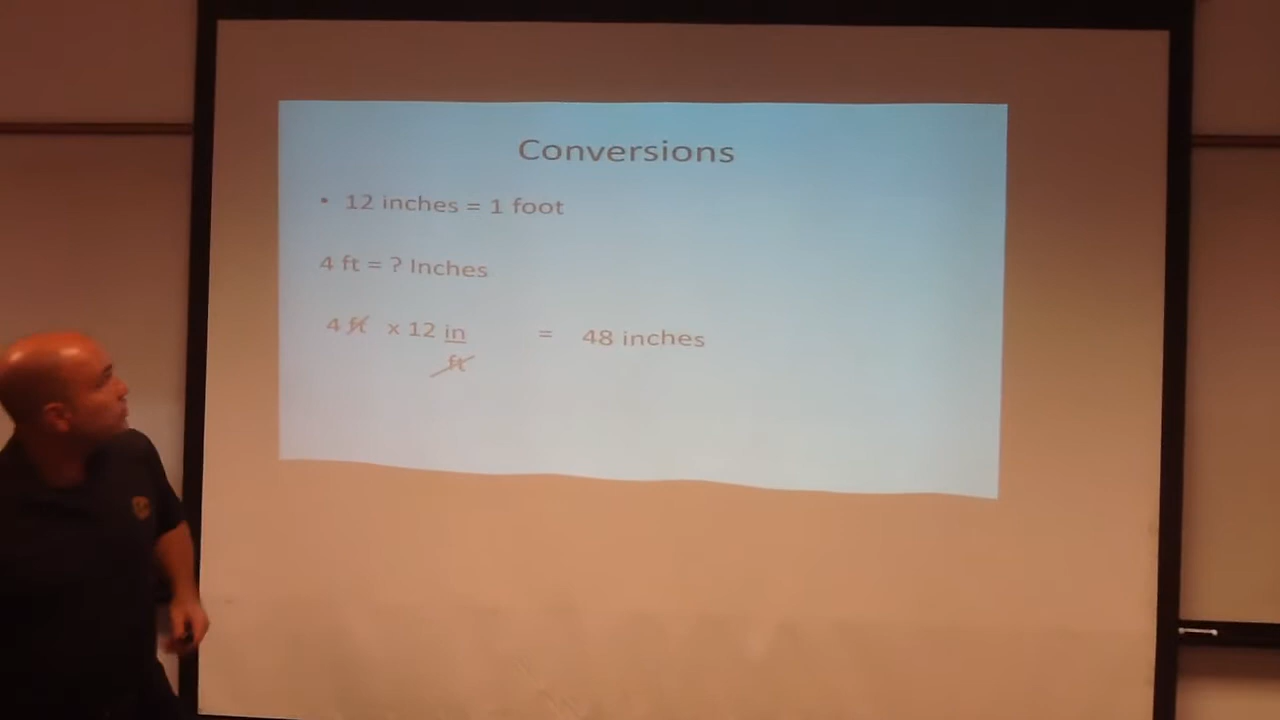 Conversions
• 12 inches = 1 foot
4 ft = ? Inches
4 ft x 12 in = 48 inches
ft